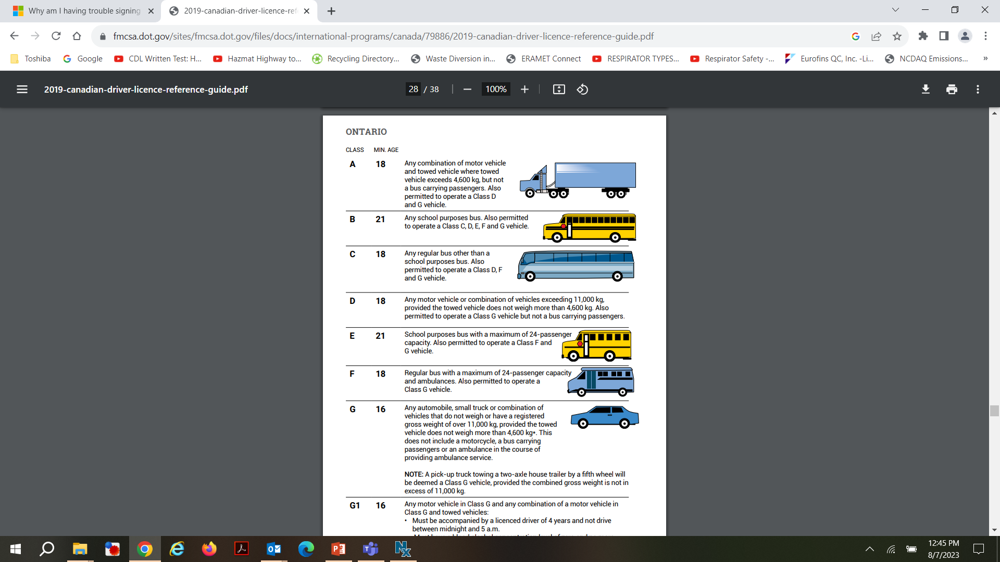 Why am I having trouble signing
2019-canadian-driver-licence-ref
fmcsa.dot.gov/sites/fmcsa.dot.gov/files/docs/international-programs/canada/79886/2019-canadian-driver-licence-reference-guide.pdf
Toshiba
Google
CDL Written Test: H...
Hazmat Highway to...
Recycling Directory...
Waste Diversion in...
ERAMET Connect
RESPIRATOR TYPES...
Respirator Safety -...
Eurofins QC, Inc. -Li...
NCDAQ Emissions...
»
2019-canadian-driver-licence-reference-guide.pdf
28 / 38
100%
ONTARIO
CLASS MIN. AGE
A 18 Any combination of motor vehicle
and towed vehicle where towed
vehicle exceeds 4,600 kg, but not
a bus carrying passengers. Also
permitted to operate a Class D
and G vehicle.
B 21 Any school purposes bus. Also permitted
to operate a Class C, D, E, F and G vehicle.
C 18 Any regular bus other than a
school purposes bus. Also
permitted to operate a Class D, F
and G vehicle.
D 18 Any motor vehicle or combination of vehicles exceeding 11,000 kg,
provided the towed vehicle does not weigh more than 4,600 kg. Also
permitted to operate a Class G vehicle but not a bus carrying passengers.
E 21 School purposes bus with a maximum of 24-passenger
capacity. Also permitted to operate a Class F and
G vehicle.
F 18 Regular bus with a maximum of 24-passenger capacity
and ambulances. Also permitted to operate a
Class G vehicle.
G 16 Any automobile, small truck or combination of
vehicles that do not weigh or have a registered
gross weight of over 11,000 kg, provided the towed
vehicle does not weigh more than 4,600 kg*. This
does not include a motorcycle, a bus carrying
passengers or an ambulance in the course of
providing ambulance service.
NOTE: A pick-up truck towing a two-axle house trailer by a fifth wheel will
be deemed a Class G vehicle, provided the combined gross weight is not in
excess of 11,000 kg.
G1 16 Any motor vehicle in Class G and any combination of a motor vehicle in
Class G and towed vehicles:
• Must be accompanied by a licenced driver of 4 years and not drive
between midnight and 5 a.m.
12:45 PM
8/7/2023